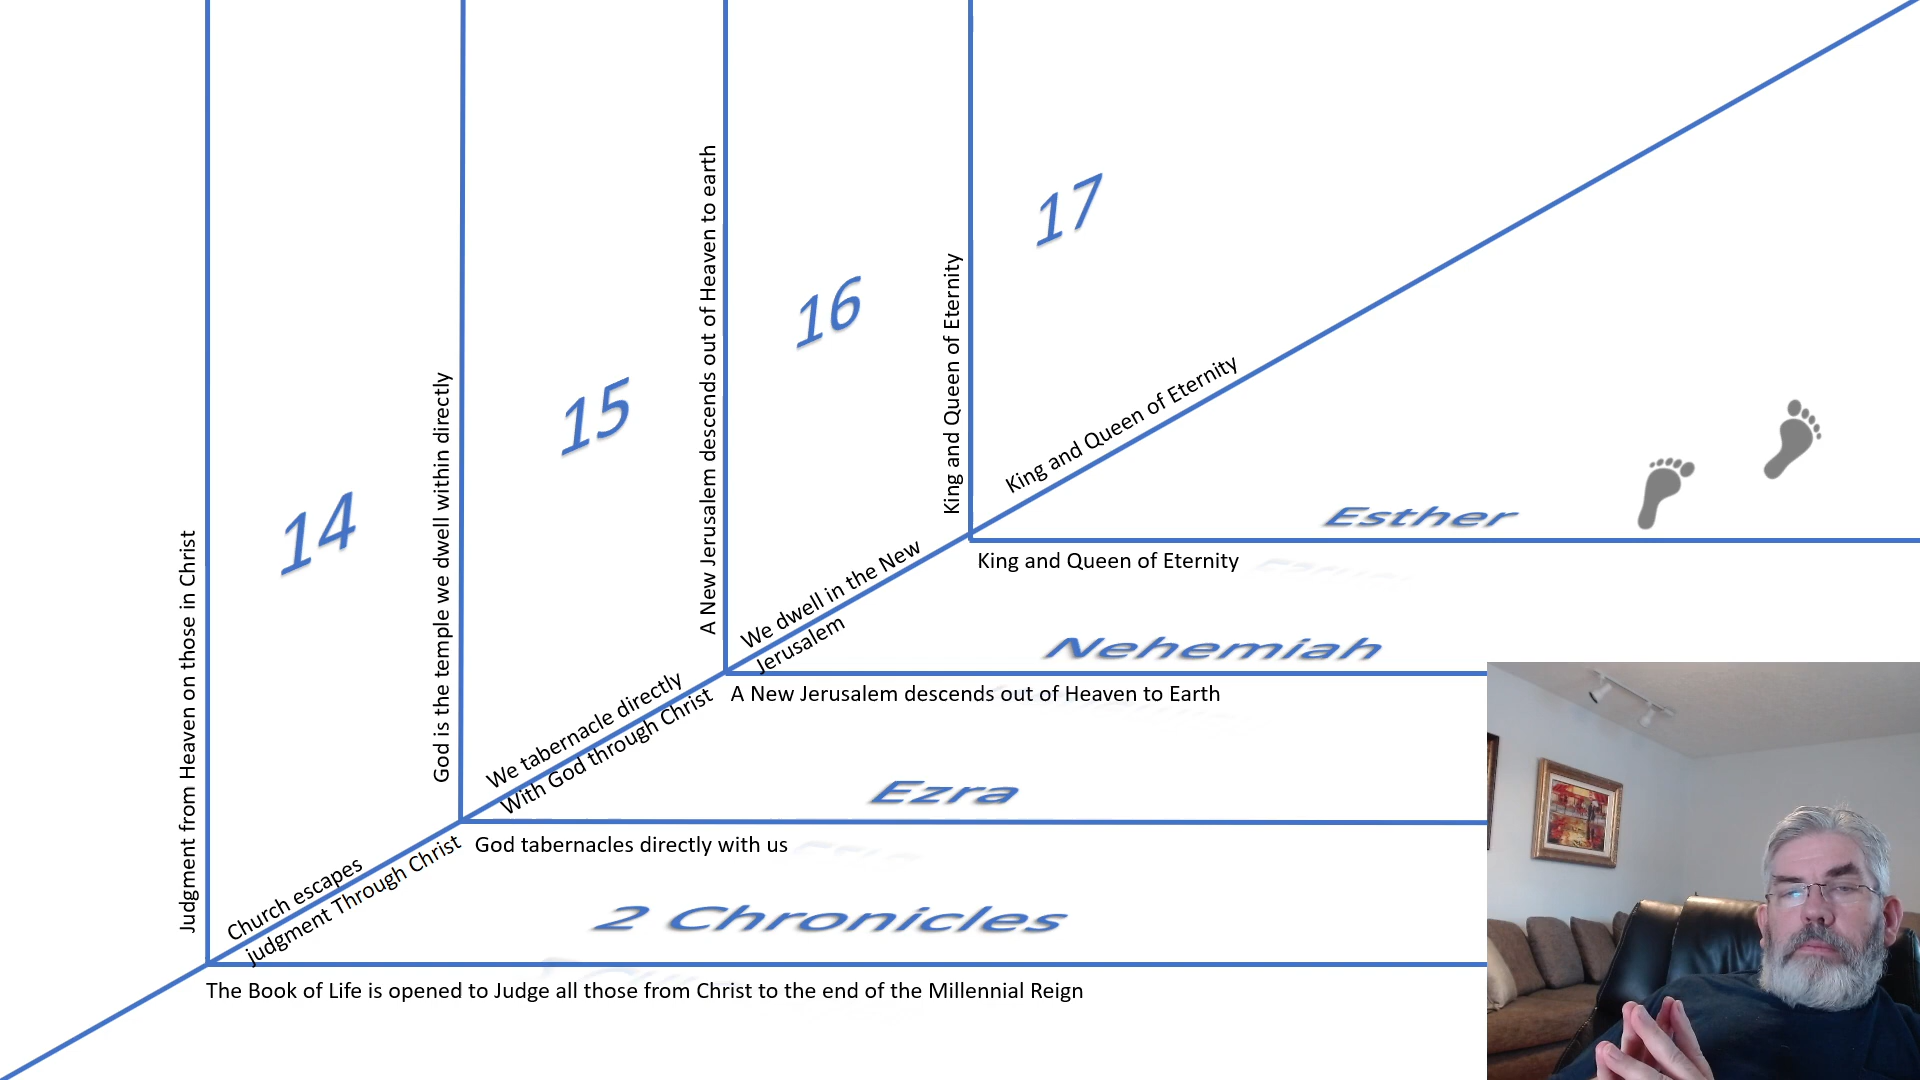 17
16
15
14
Judgment from Heaven on those in Christ
God is the temple we dwell within directly
A New Jerusalem descends out of Heaven to earth
King and Queen of Eternity
King and Queen of Eternity
Esther
King and Queen of Eternity
We dwell in the New
Jerusalem
Nehemiah
A New Jerusalem descends out of Heaven to Earth
We tabernacle directly
With God through Christ
Ezra
God tabernacles directly with us
Church escapes
judgment Through Christ
2 Chronicles
The Book of Life is opened to Judge all those from Christ to the end of the Millennial Reign